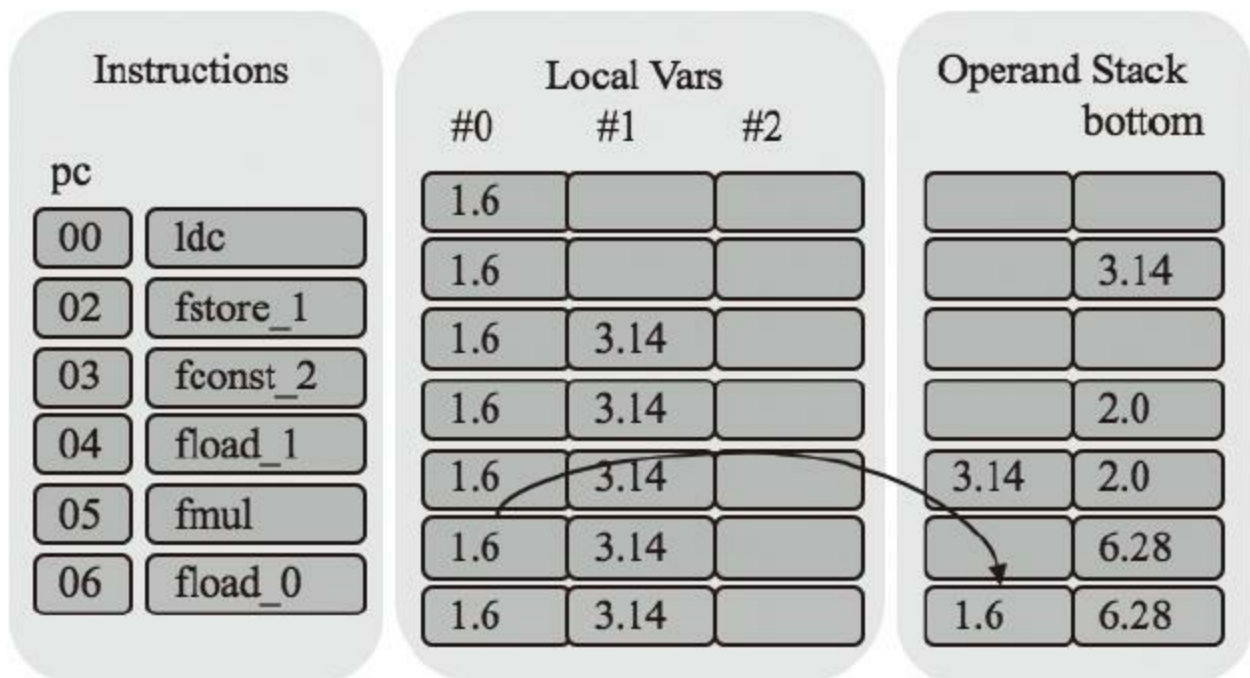 Instructions
pc
00 ldc
02 fstore_1
03 fconst_2
04 fload_1
05 fmul
06 fload_0
Local Vars
#0 #1 #2
1.6
1.6
1.6 3.14
1.6 3.14
1.6 3.14
1.6 3.14
1.6 3.14
Operand Stack
bottom
3.14
2.0
3.14 2.0
6.28
1.6 6.28